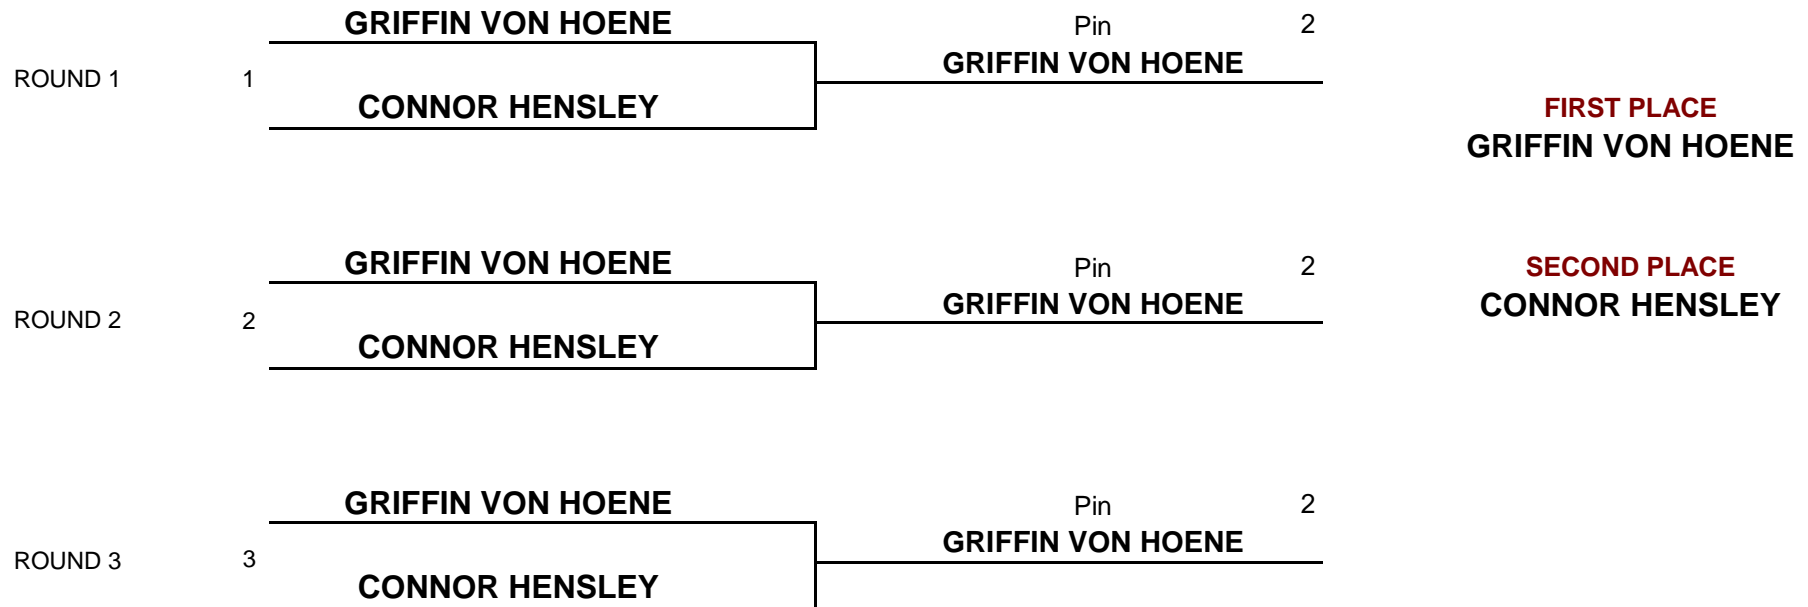 GRIFFIN VON HOENE
Pin 2
GRIFFIN VON HOENE
ROUND 1 1
CONNOR HENSLEY
FIRST PLACE
GRIFFIN VON HOENE
GRIFFIN VON HOENE
Pin 2
SECOND PLACE
GRIFFIN VON HOENE
CONNOR HENSLEY
ROUND 2 2
CONNOR HENSLEY
GRIFFIN VON HOENE
Pin 2
GRIFFIN VON HOENE
ROUND 3 3
CONNOR HENSLEY